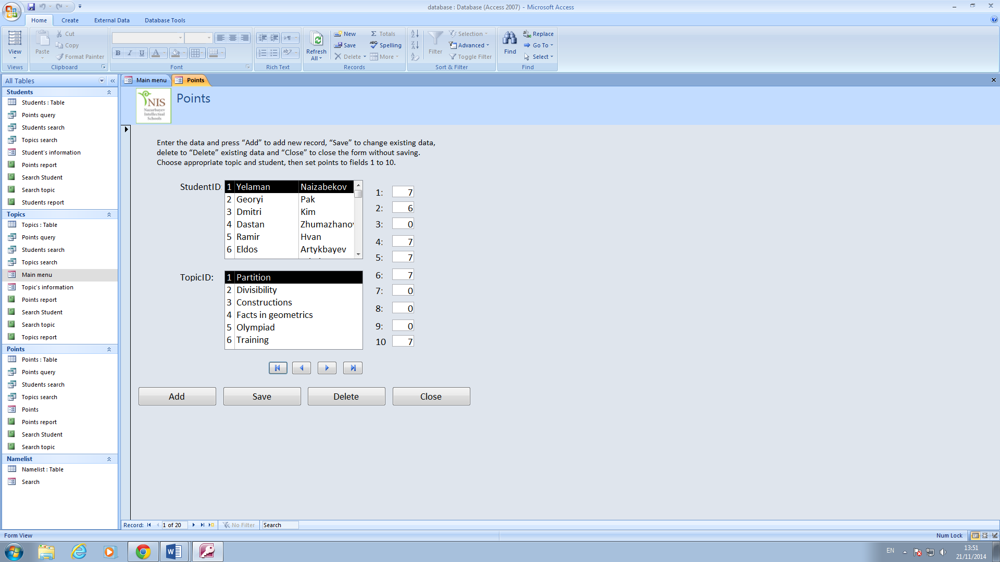 database : Database (Access 2007) - Microsoft Access
Home Create External Data Database Tools
View
Views
Paste
Cut
Copy
Format Painter
Clipboard
B I U A
Font
ab
Rich Text
Refresh
All
New
Save
Delete
Totals
ABC Spelling
More
Records
Filter
Selection
Advanced
Toggle Filter
Sort & Filter
Find
Replace
Go To
Select
Find
All Tables
Students
Students : Table
Points query
Students search
Topics search
Student's information
Points report
Search Student
Search topic
Students report
Topics
Topics : Table
Points query
Students search
Topics search
Main menu
Topic's information
Points report
Search Student
Search topic
Topics report
Points
Points : Table
Points query
Students search
Topics search
Points
Points report
Search Student
Search topic
Namelist
Namelist : Table
Search
Main menu
Points
NIS
Nazarbayev
Intellectual
Schools
Points
Enter the data and press “Add” to add new record, “Save” to change existing data,
delete to “Delete” existing data and “Close” to close the form without saving.
Choose appropriate topic and student, then set points to fields 1 to 10.
StudentID:
1 Yelaman Naizabekov
2 Georyi Pak
3 Dmitri Kim
4 Dastan Zhumazhanov
5 Ramir Hvan
6 Eldos Artykbayev
TopicID:
1 Partition
2 Divisibility
3 Constructions
4 Facts in geometrics
5 Olympiad
6 Training
1: 7
2: 6
3: 0
4: 7
5: 7
6: 7
7: 0
8: 0
9: 0
10 7
Add Save Delete Close
Record: 1 of 20 No Filter Search
Form View
Num Lock
EN
13:51
21/11/2014